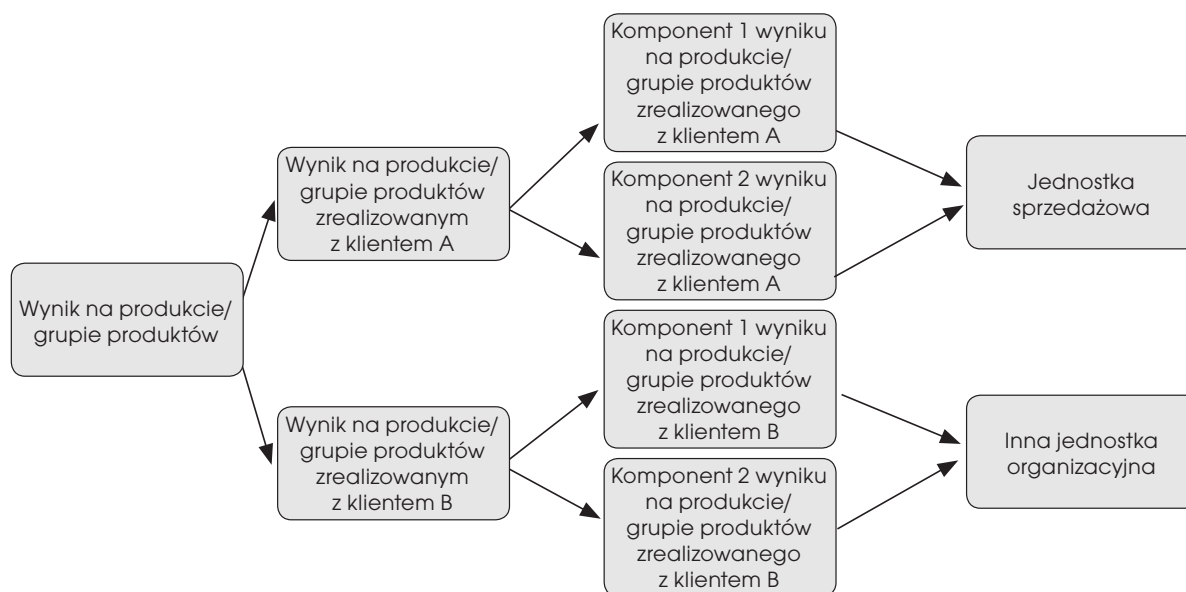 Wynik na produkcie/
grupie produktów
Wynik na produkcie/
grupie produktów
zrealizowanym
z klientem A
Wynik na produkcie/
grupie produktów
zrealizowanym
z klientem B
Komponent 1 wyniku
na produkcie/
grupie produktów
zrealizowanego
z klientem A
Komponent 2 wyniku
na produkcie/
grupie produktów
zrealizowanego
z klientem A
Komponent 1 wyniku
na produkcie/
grupie produktów
zrealizowanego
z klientem B
Komponent 2 wyniku
na produkcie/
grupie produktów
zrealizowanego
z klientem B
Jednostka
sprzedażowa
Inna jednostka
organizacyjna